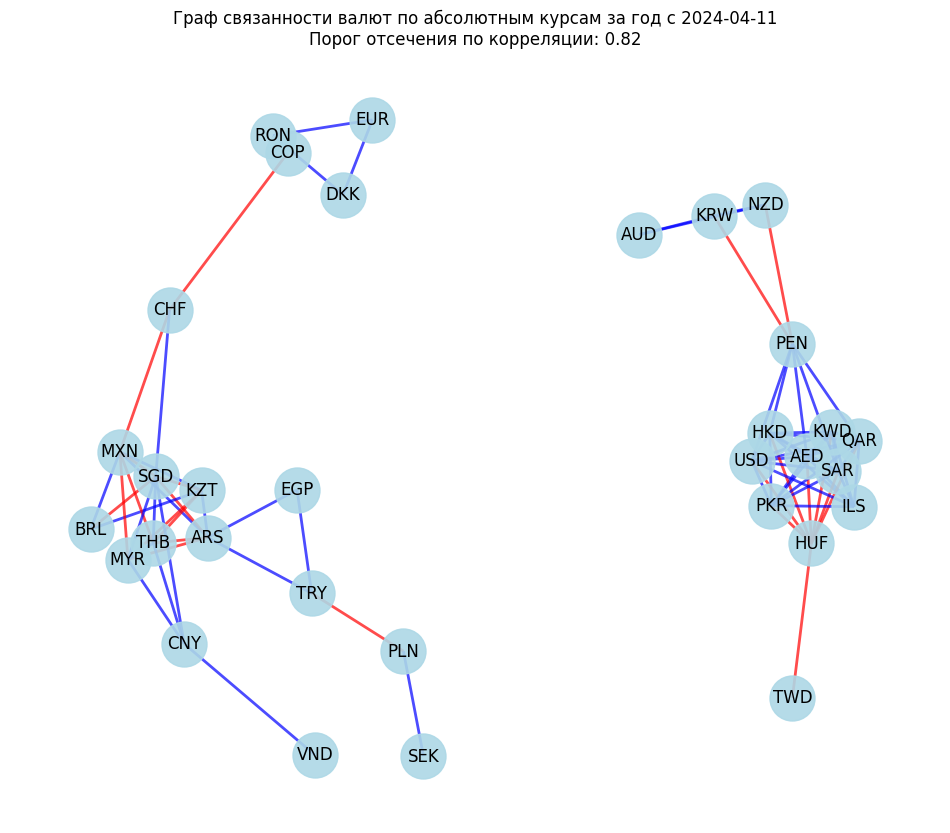 Граф связанности валют по абсолютным курсам за год с 2024-04-11
Порог отсечения по корреляции: 0.82
EUR
RON
COP
DKK
NZD
KRW
AUD
CHF
PEN
MXN
SGD
KZT
EGP
BRL
THB
ARS
MYR
TRY
CNY
PLN
VND
SEK
HKD
KWD
QAR
USD
AED
SAR
PKR
ILS
HUF
TWD